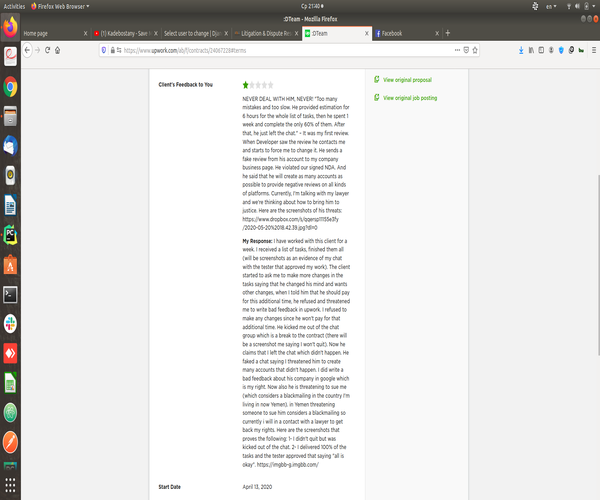 Activities Firefox Web Browser Ср 21:40 en
:DTeam - Mozilla Firefox
Home page (1) Kadebostany - Save Select user to change | Dja Litigation & Dispute Re :DTeam Facebook
https://www.upwork.com/ab/f/contracts/24067228#terms
Client's Feedback to You
View original proposal
View original job posting
NEVER DEAL WITH HIM, NEVER! "Too many
mistakes and too slow. He provided estimation for
6 hours for the whole list of tasks, then he spent 1
week and complete the only 60% of them. After
that, he just left the chat." - It was my first review.
When Developer saw the review he contacts me
and starts to force me to change it. He sends a
fake review from his account to my company
business page. He violated our signed NDA. And
he said that he will create as many accounts as
possible to provide negative reviews on all kinds
of platforms. Currently, I'm talking with my lawyer
and we're thinking about how to bring him to
justice. Here are the screenshots of his threats:
/2020-05-20%2018.42.39.jpg?dl=0
My Response: I have worked with this client for a
week. I received a list of tasks, finished them all
(will be screenshots as an evidence of my chat
with the tester that approved my work). The client
started to ask me to make more changes in the
tasks saying that he changed his mind and wants
other changes, when I told him that he should pay
for this additional time, he refused and threatened
me to write bad feedback in upwork. I refused to
make any changes since he won't pay for that
additional time. He kicked me out of the chat
group which is a break to the contract (there will
be a screenshot me saying I won't quit). Now he
claims that I left the chat which didn't happen. He
faked a chat saying I threatened him to create
many accounts that didn't happen. I did write a
bad feedback about his company in google which
is my right. Now also he is threatening to sue me
(which considers a blackmailing in the country I'm
living in now Yemen). in Yemen threatening
someone to sue him considers a blackmailing so
currently i will in a contact with a lawyer to get
back my rights. Here are the screenshots that
proves the following: 1- I didn't quit but was
kicked out of the chat. 2- I delivered 100% of the
tasks and the tester approved that saying "all is
okay". https://imgbb-g.imgbb.com/
Start Date April 13, 2020